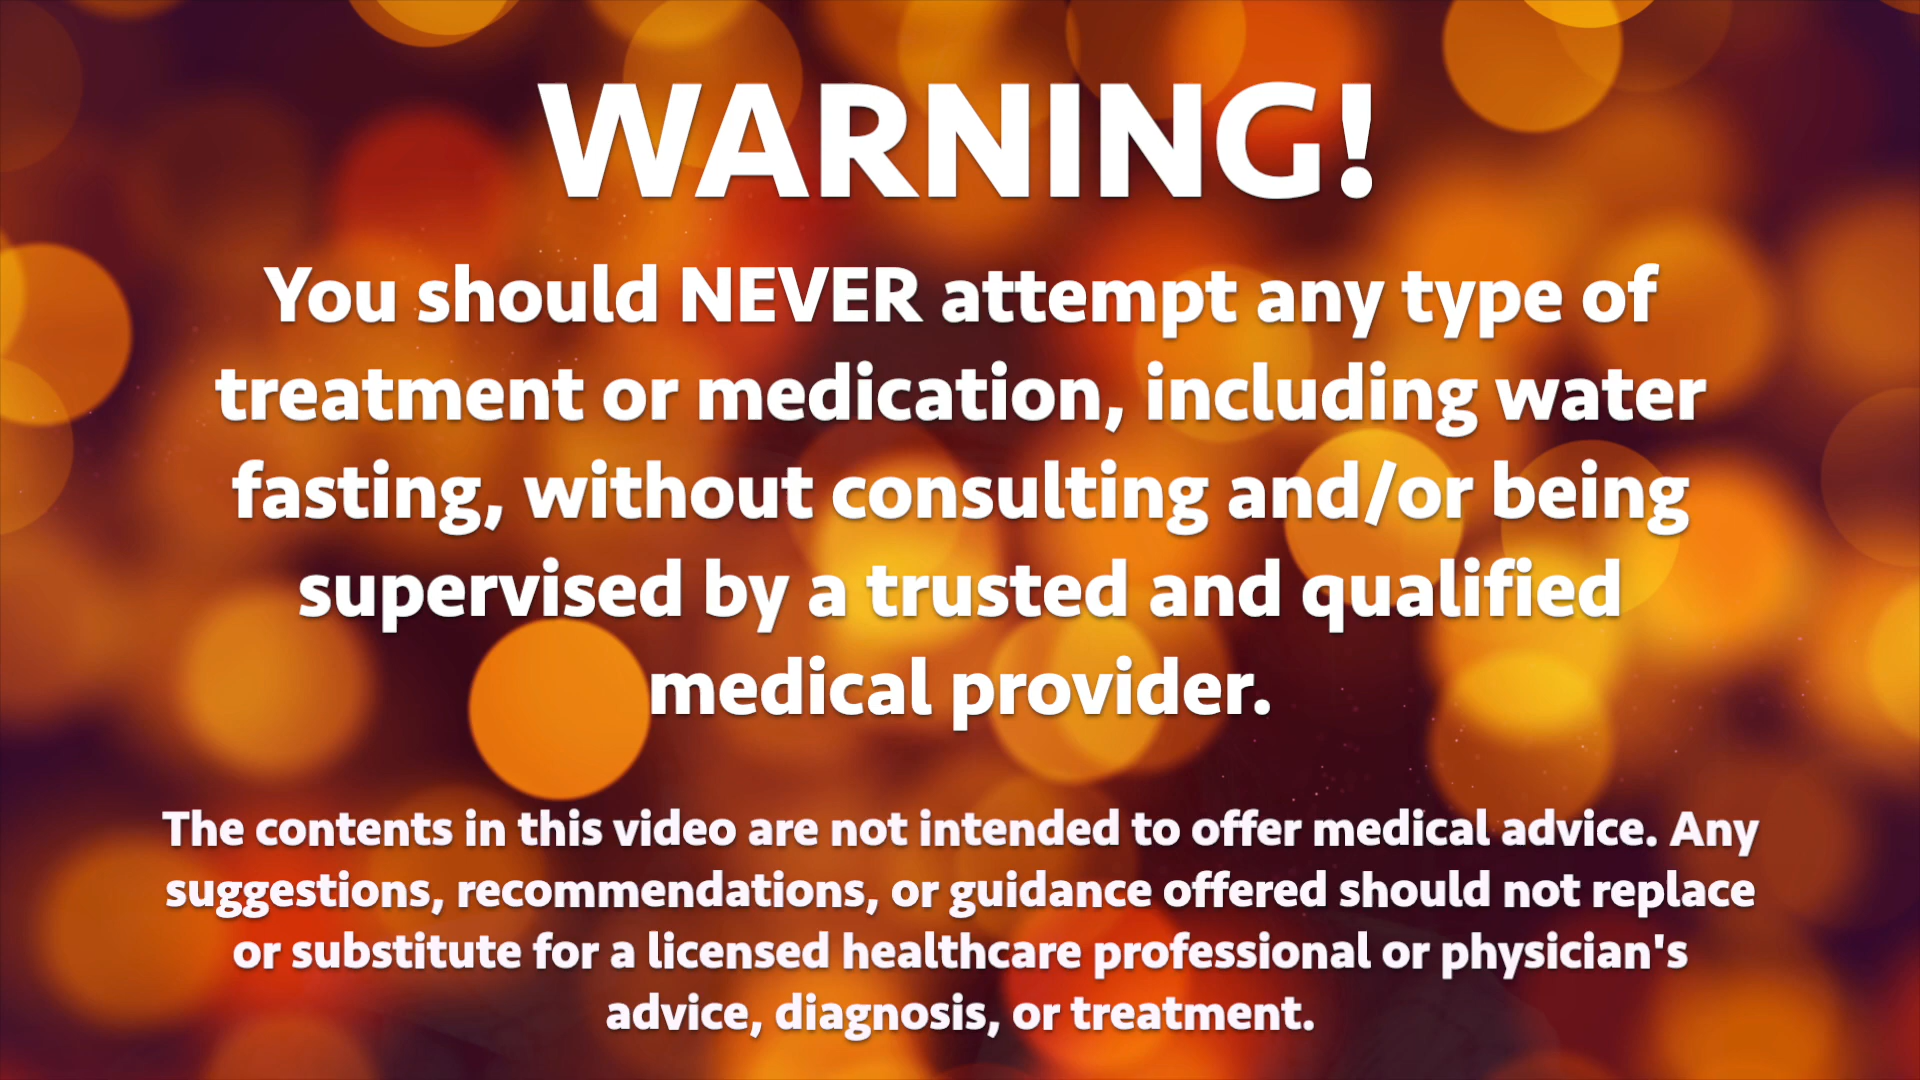 WARNING!
You should NEVER attempt any type of
treatment or medication, including water
fasting, without consulting and/or being
supervised by a trusted and qualified
medical provider.
The contents in this video are not intended to offer medical advice. Any
suggestions, recommendations, or guidance offered should not replace
or substitute for a licensed healthcare professional or physician's
advice, diagnosis, or treatment.